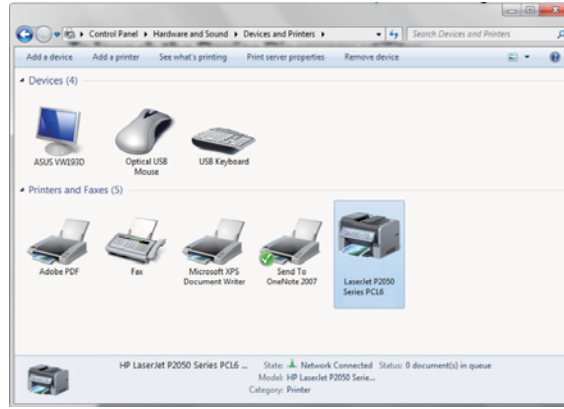 Control Panel ▸ Hardware and Sound ▸ Devices and Printers ▸
Search Devices and Printers
Add a device Add a printer See what's printing Print server properties Remove device
Devices (4)
ASUS VW193D
Optical USB
Mouse
USB Keyboard
Printers and Faxes (5)
Adobe PDF
Fax
Microsoft XPS
Document Writer
Send To
OneNote 2007
LaserJet P2050
Series PCL6
HP LaserJet P2050 Series PCL6 ... State: Network Connected Status: 0 document(s) in queue
Model: HP LaserJet P2050 Serie...
Category: Printer